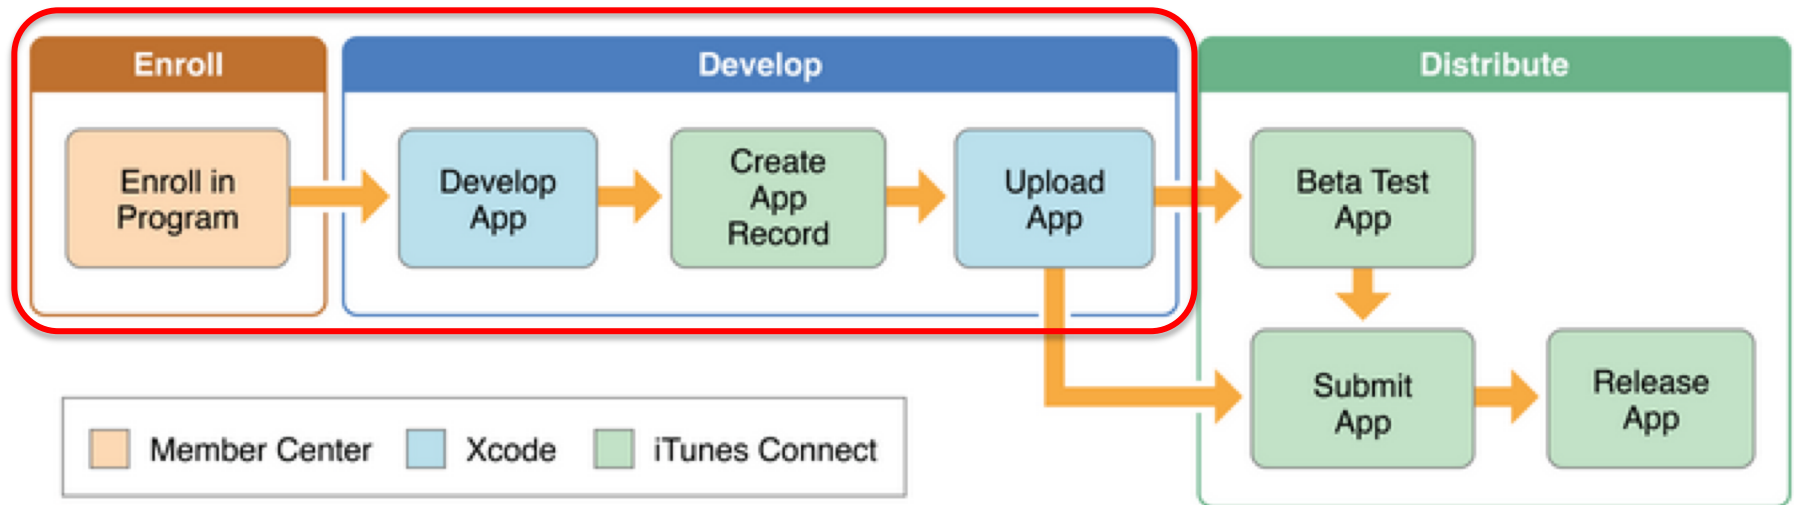 Enroll
Develop
Distribute
Enroll in
Program
Develop
App
Create
App
Record
Upload
App
Beta Test
App
Submit
App
Release
App
Member Center
Xcode
iTunes Connect